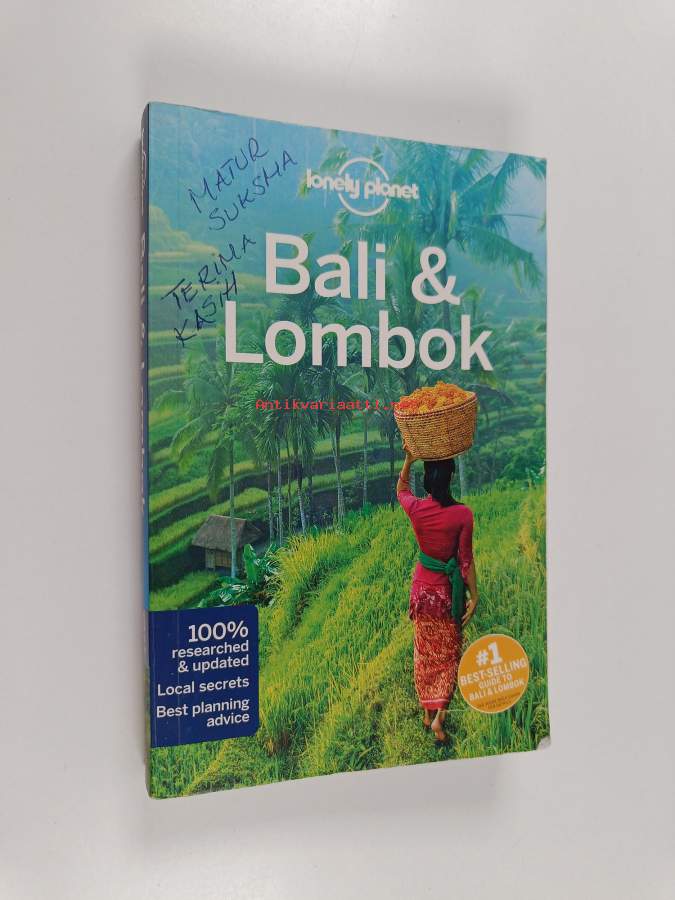 MATUR
SUKSMA
TERIMA
KASIH
lonely planet
Bali &
Lombok
Antikvariaatti.net
100%
researched
& updated
Local secrets
Best planning
advice
#1
BEST-SELLING
GUIDE TO
BALI & LOMBOK